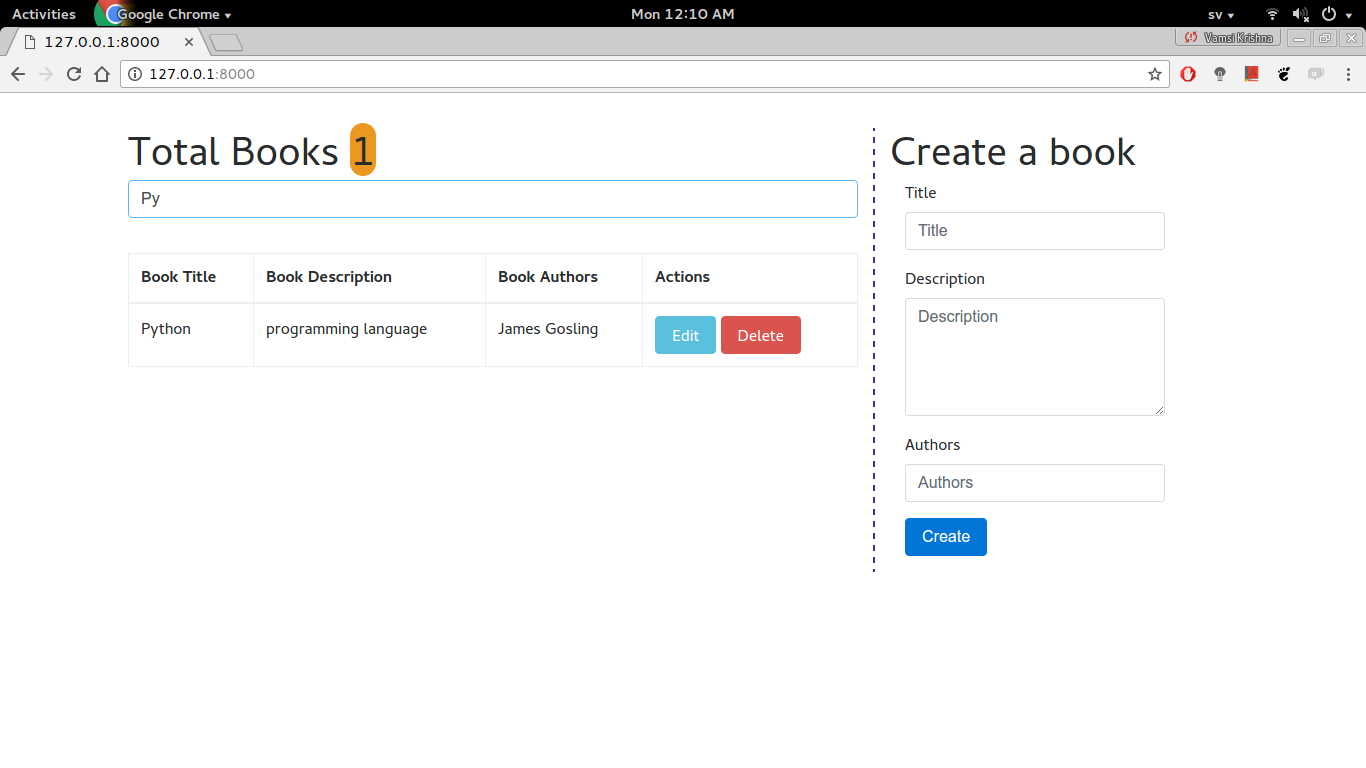 Activities Google Chrome Mon 12:10 AM sv
127.0.0.1:8000 Vamsi Krishna
127.0.0.1:8000
Total Books 1
Py
Book Title Book Description Book Authors Actions
Python programming language James Gosling Edit Delete
Create a book
Title
Title
Description
Description
Authors
Authors
Create